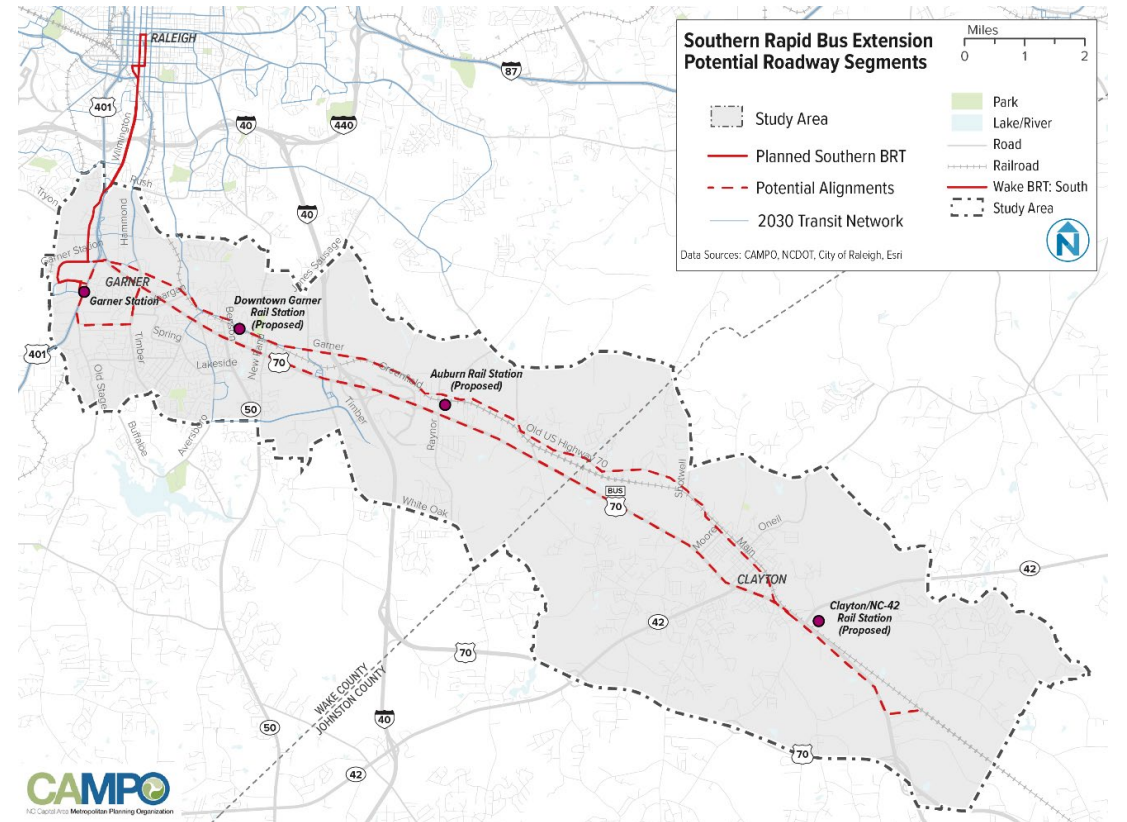 Southern Rapid Bus Extension
Potential Roadway Segments
Miles
0 1 2
Study Area
Planned Southern BRT
Potential Alignments
2030 Transit Network
Park
Lake/River
Road
Railroad
Wake BRT: South
Study Area
N
Data Sources: CAMPO, NCDOT, City of Raleigh, Esri
RALEIGH
87
401
40
440
Wilmington
40
Rush
Tryon
Hammond
Garner Station
GARNER
Garner Station
Downtown Garner
Rail Station
(Proposed)
Benson
Spring
Timber
Lakeside
New Rand
Garner
70
401
Old Stage
50
Buffaloe
Aversboro
Timber
Greenfield
Auburn Rail Station
(Proposed)
Raynor
White Oak
Old US Highway 70
BUS
70
Shotwell
Moore
Oneil
Main
CLAYTON
42
Clayton/NC-42
Rail Station
(Proposed)
42
70
WAKE COUNTY
JOHNSTON COUNTY
50
40
42
70
CAMPO
NC Capital Area Metropolitan Planning Organization